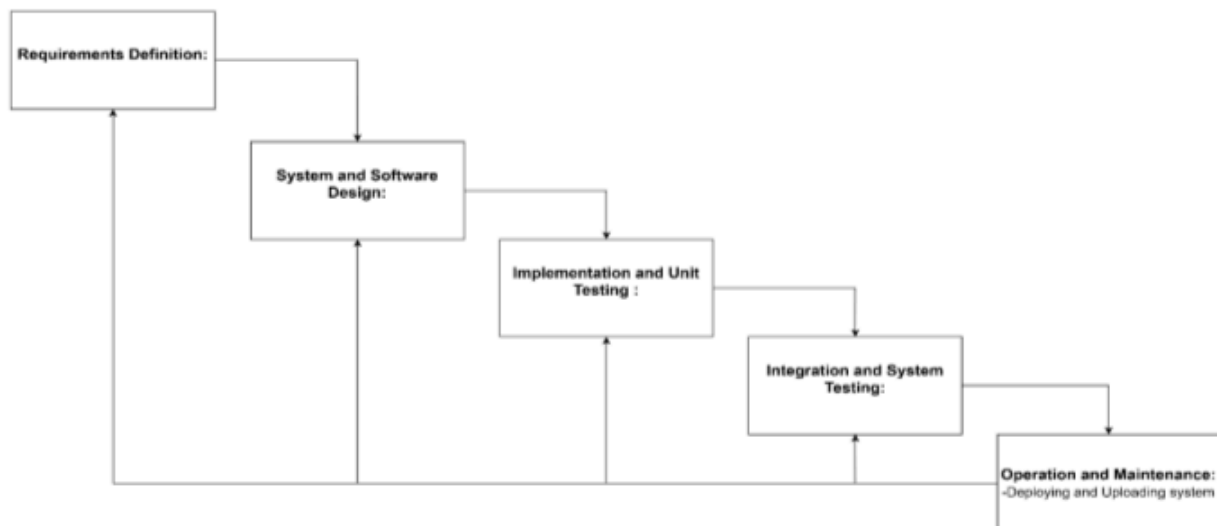 Requirements Definition:
System and Software
Design:
Implementation and Unit
Testing :
Integration and System
Testing:
Operation and Maintenance:
-Deploying and Uploading system